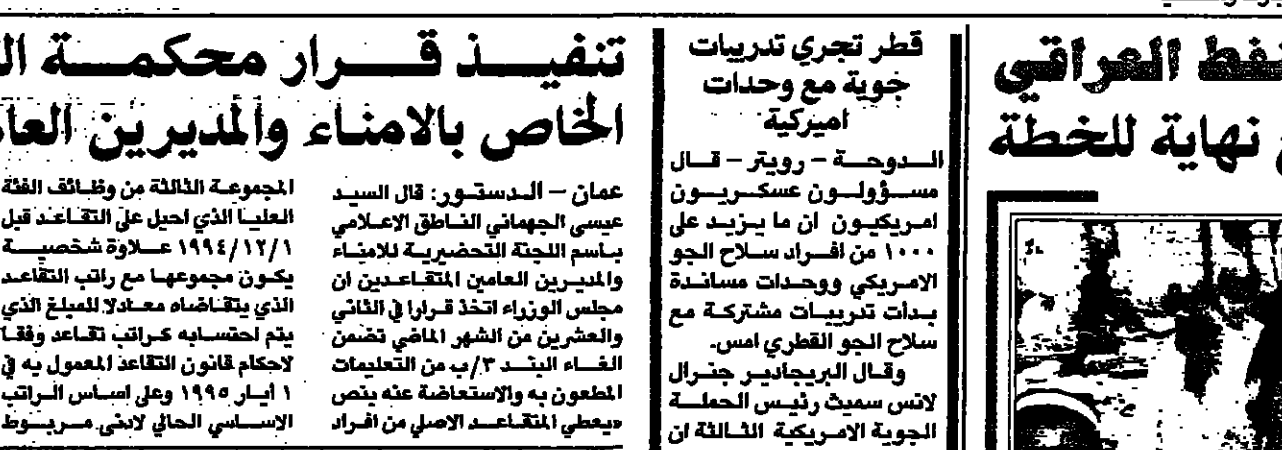 نفط العراقي
نهاية للخطة
قطر تجري تدريبات
جوية مع وحدات
اميركية
الدوحة - رويتر - قال
مسؤولون عسكريون
امريكيون ان ما يزيد على
١٠٠٠ من افراد سلاح الجو
الامريكي ووحدات مساندة
بدأت تدريبات مشتركة مع
سلاح الجو القطري امس.
وقال البريجادير جنرال
لانس سميث رئيس الحملة
الجوية الامريكية الثالثة ان
تنفيذ قرار محكمة
الخاص بالامناء والمديرين
عمان - الدستور: قال السيد
عيسى الجهماني الناطق الاعلامي
باسم اللجنة التحضيرية للامناء
والمديرين العامين المتقاعدين ان
مجلس الوزراء اتخذ قرارا في الثاني
والعشرين من الشهر الماضي تضمن
الغاء البند ٣/ب من التعليمات
المطعون به والاستعاضة عنه بنص
«يعطي المتقاعد الاصلي من افراد
المجموعة الثالثة من وظائف الفئة
العليا الذي احيل على التقاعد قبل
١٩٩٤/١٢/١ علاوة شخصية
يكون مجموعها مع راتب التقاعد
الذي يتقاضاه معادلا للمبلغ الذي
يتم احتسابه كراتب تقاعد وفقا
لاحكام قانون التقاعد المعمول به في
١ أيار ١٩٩٥ وعلى اساس الراتب
الاساسي الحالي لادنى مربوط